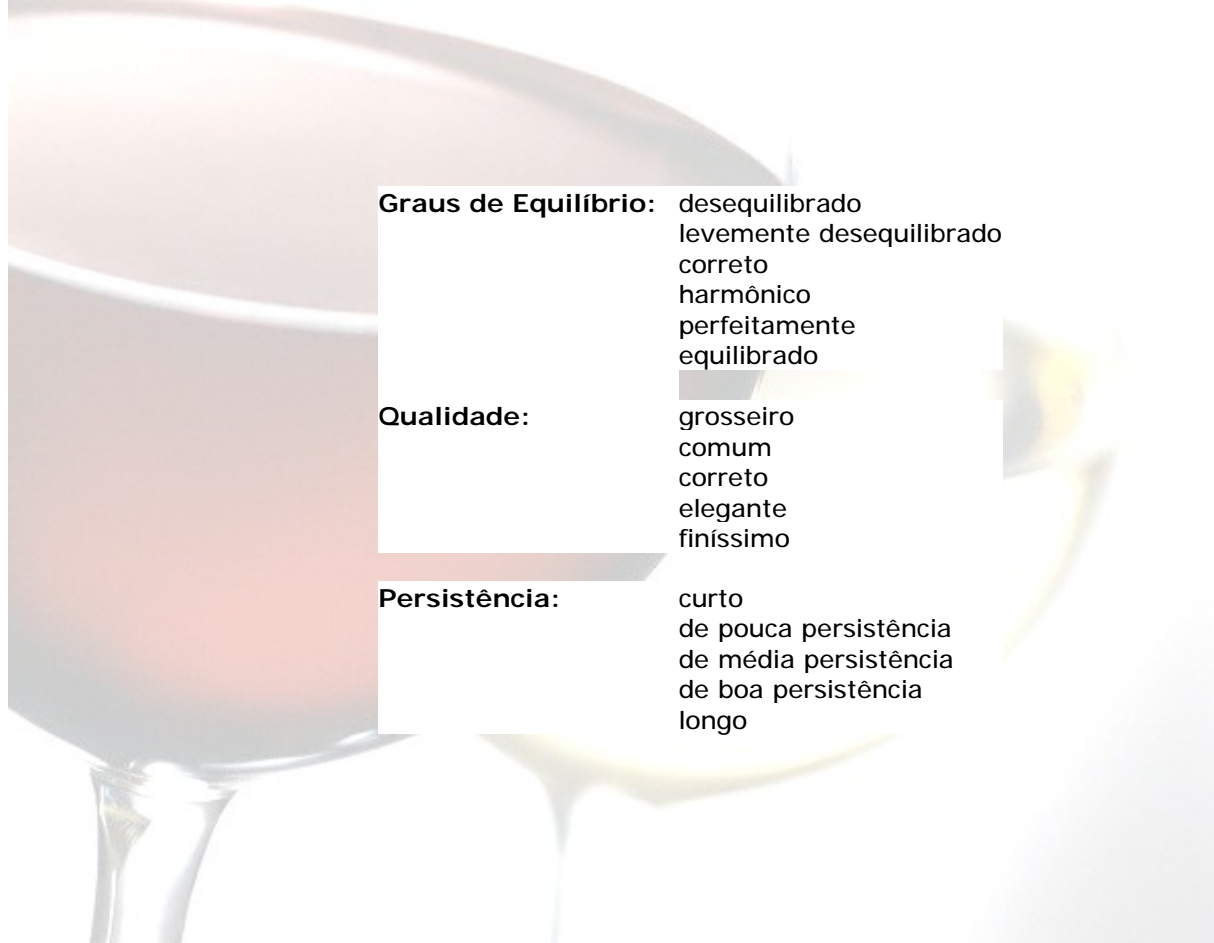 Graus de Equilíbrio: desequilibrado
levemente desequilibrado
correto
harmônico
perfeitamente
equilibrado
Qualidade: grosseiro
comum
correto
elegante
finíssimo
Persistência: curto
de pouca persistência
de média persistência
de boa persistência
longo